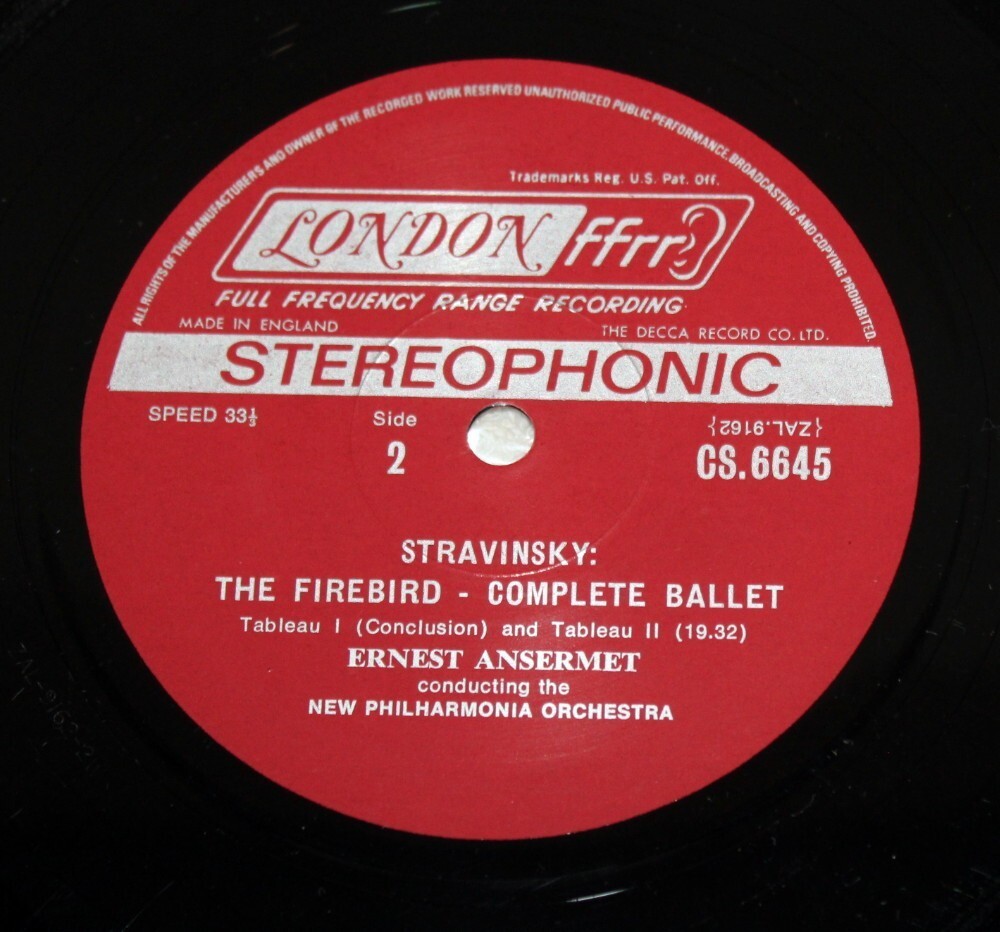 ALL RIGHTS OF THE MANUFACTURERS AND OWNER OF THE RECORDED WORK RESERVED UNAUTHORIZED PUBLIC PERFORMANCE, BROADCASTING AND COPYING PROHIBITED.
Trademarks Reg. U.S. Pat. Off.
LONDON ffrr
FULL FREQUENCY RANGE RECORDING
MADE IN ENGLAND THE DECCA RECORD CO. LTD.
STEREOPHONIC
SPEED 33⅓ Side {ZAL.9162}
2 CS.6645
STRAVINSKY:
THE FIREBIRD - COMPLETE BALLET
Tableau I (Conclusion) and Tableau II (19.32)
ERNEST ANSERMET
conducting the
NEW PHILHARMONIA ORCHESTRA